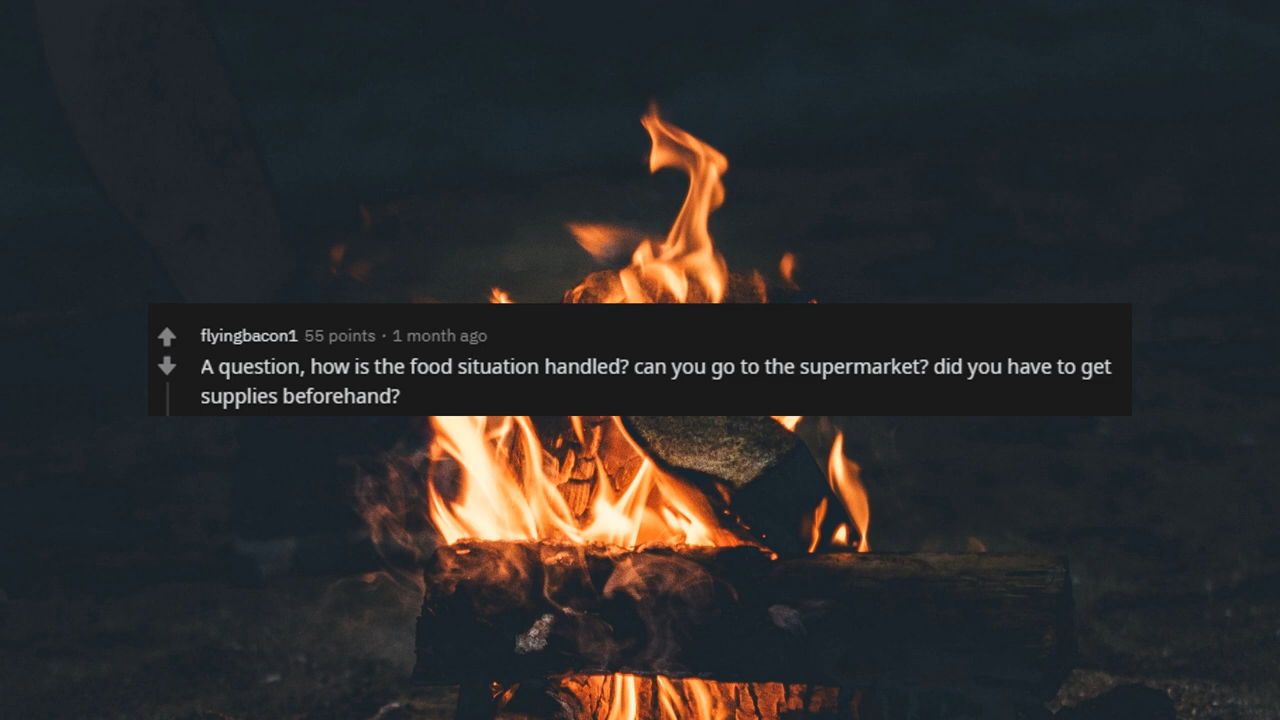 flyingbacon1 55 points · 1 month ago
A question, how is the food situation handled? can you go to the supermarket? did you have to get
supplies beforehand?